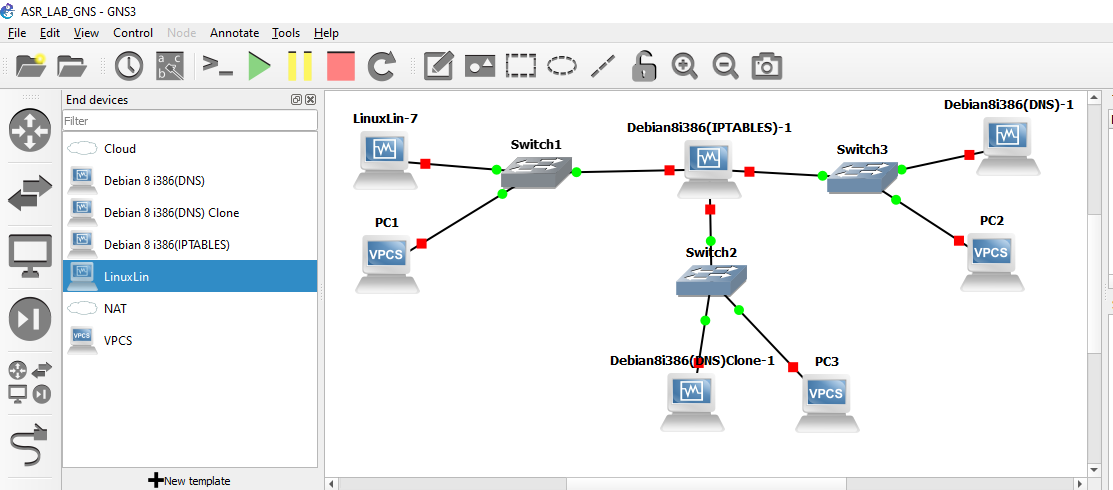 ASR_LAB_GNS - GNS3
File Edit View Control Node Annotate Tools Help
End devices
Filter
Cloud
Debian 8 i386(DNS)
Debian 8 i386(DNS) Clone
Debian 8 i386(IPTABLES)
LinuxLin
NAT
VPCS
VPCS
New template
LinuxLin-7
Switch1
Debian8i386(IPTABLES)-1
Debian8i386(DNS)-1
Switch3
PC1
VPCS
PC2
VPCS
Switch2
Debian8i386(DNS)Clone-1
PC3
VPCS